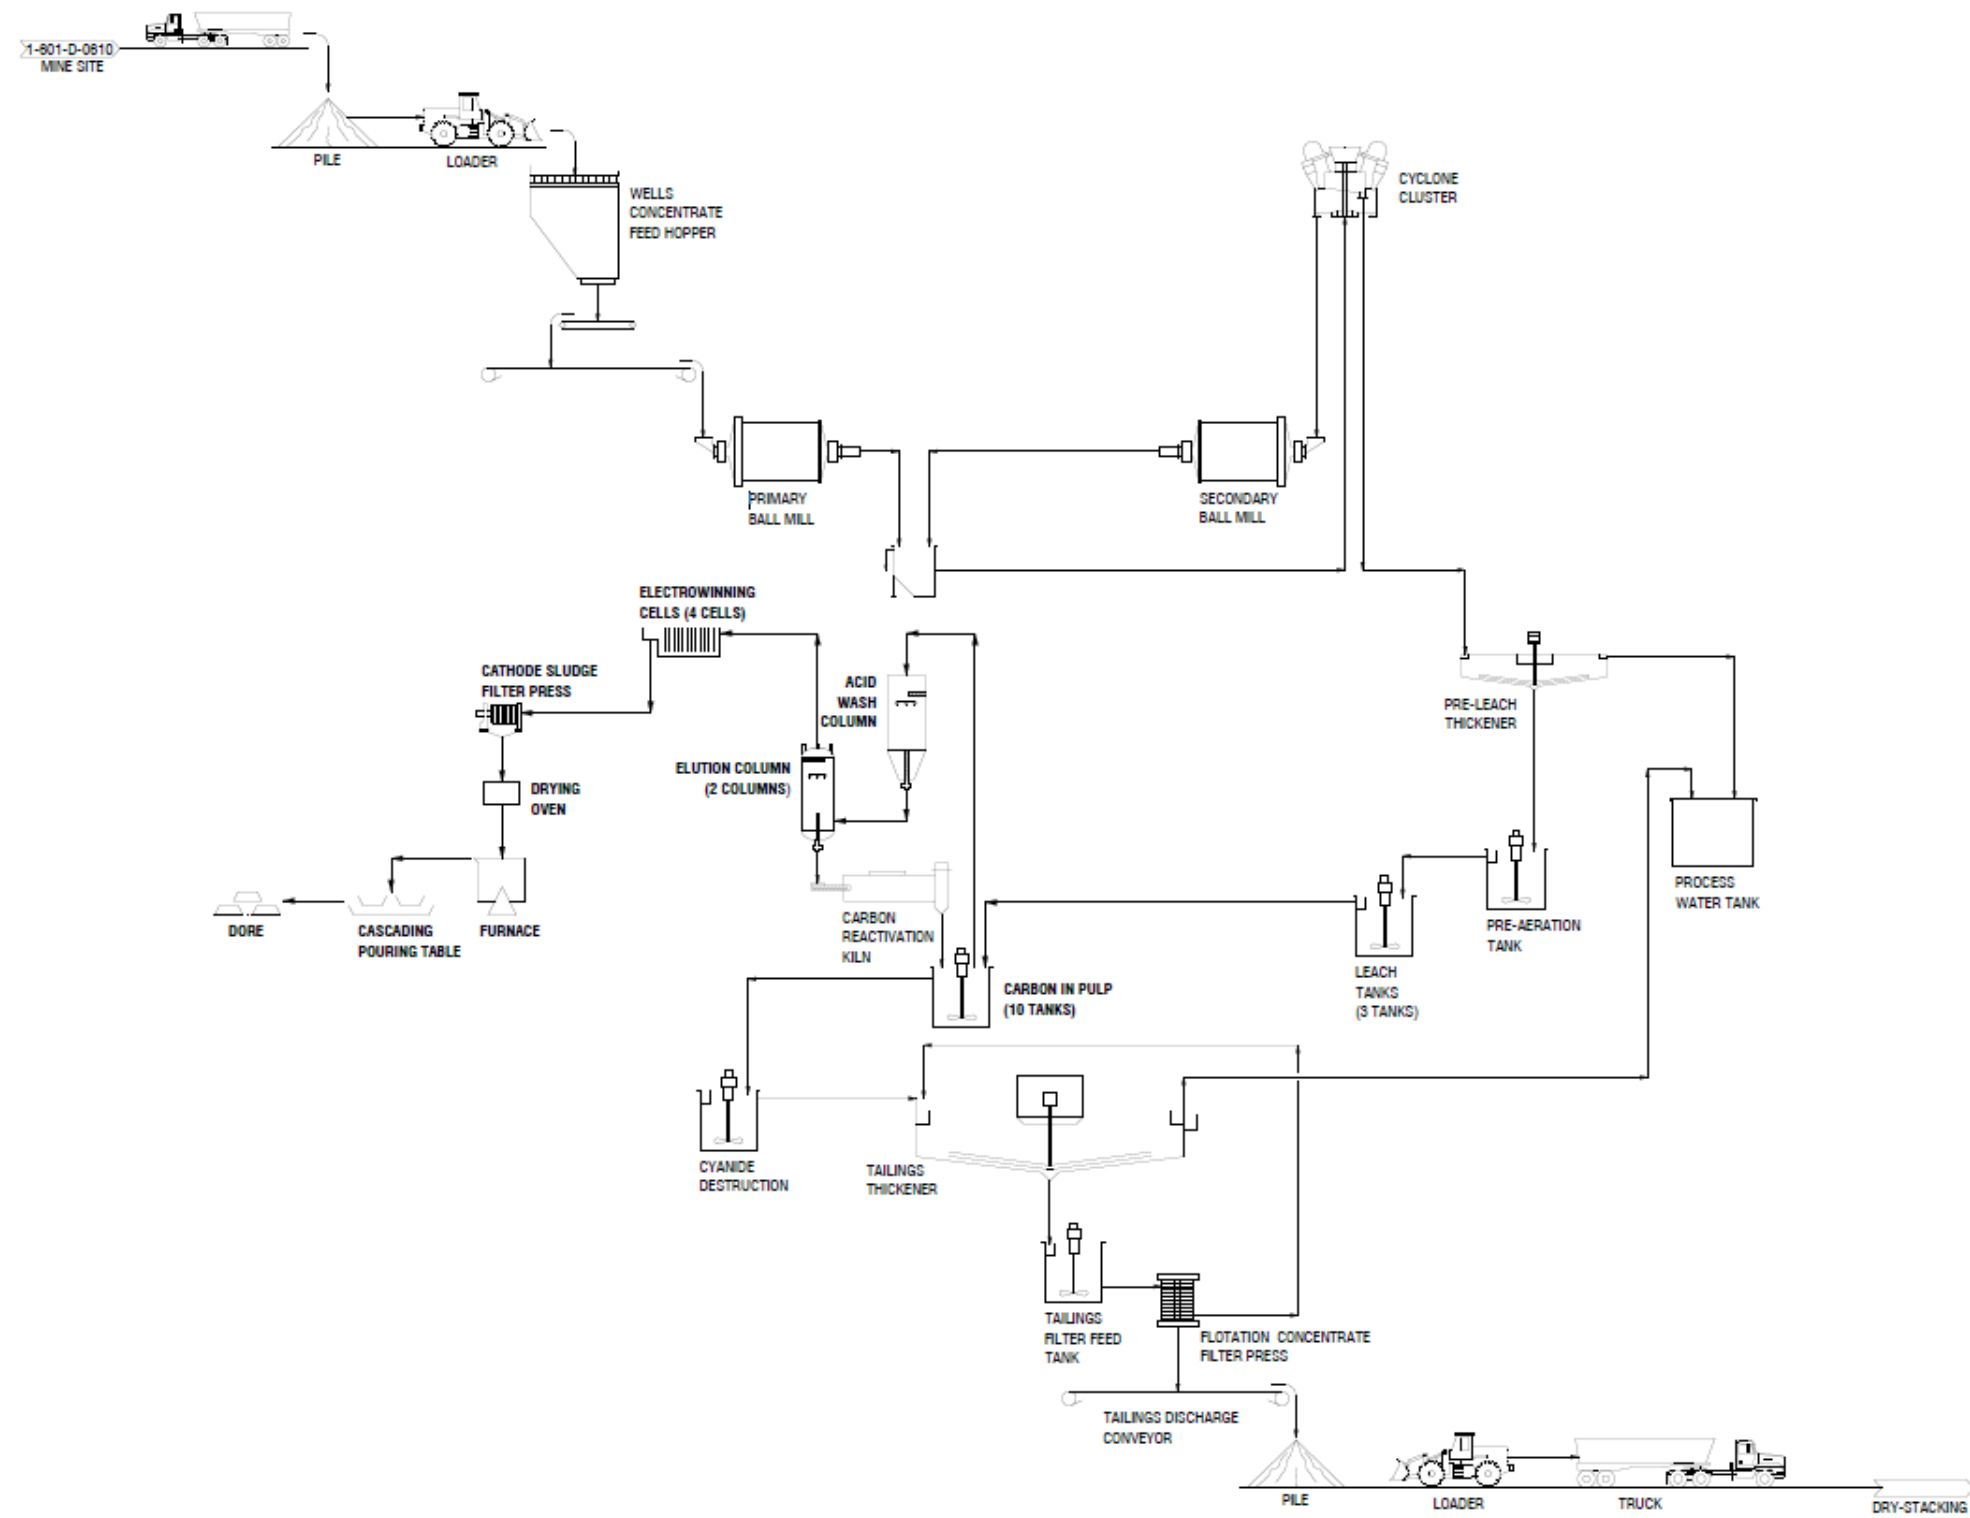 1-601-D-0610
MINE SITE
PILE
LOADER
WELLS
CONCENTRATE
FEED HOPPER
CYCLONE
CLUSTER
PRIMARY
BALL MILL
SECONDARY
BALL MILL
ELECTROWINNING
CELLS (4 CELLS)
CATHODE SLUDGE
FILTER PRESS
ACID
WASH
COLUMN
PRE-LEACH
THICKENER
ELUTION COLUMN
(2 COLUMNS)
DRYING
OVEN
PROCESS
WATER TANK
CARBON
REACTIVATION
KILN
PRE-AERATION
TANK
DORE
CASCADING
POURING TABLE
FURNACE
LEACH
TANKS
(3 TANKS)
CARBON IN PULP
(10 TANKS)
CYANIDE
DESTRUCTION
TAILINGS
THICKENER
TAILINGS
FILTER FEED
TANK
FLOTATION CONCENTRATE
FILTER PRESS
TAILINGS DISCHARGE
CONVEYOR
PILE
LOADER
TRUCK
DRY-STACKING